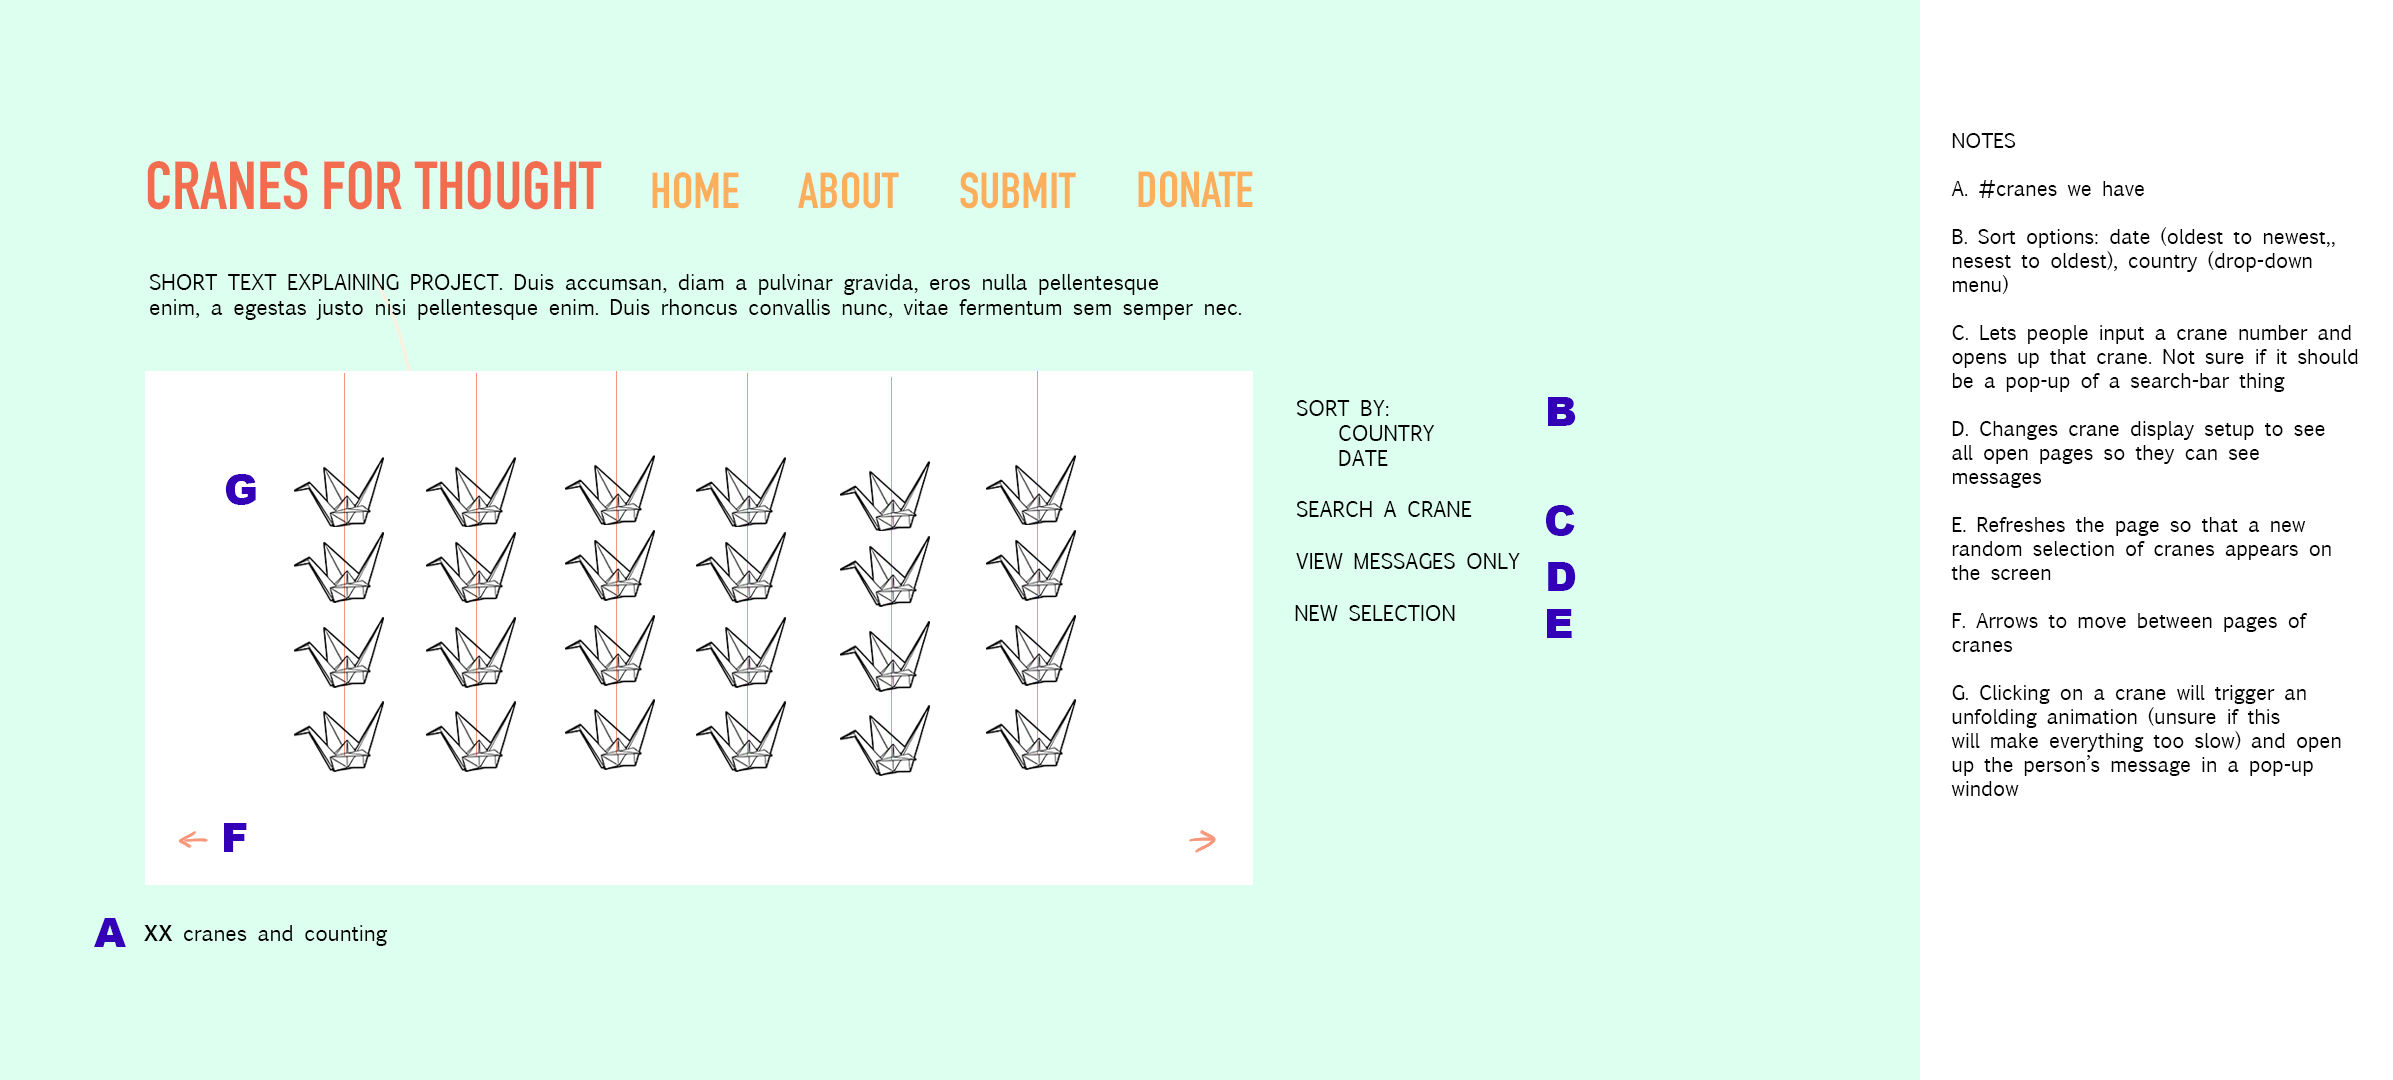 CRANES FOR THOUGHT HOME ABOUT SUBMIT DONATE
SHORT TEXT EXPLAINING PROJECT. Duis accumsan, diam a pulvinar gravida, eros nulla pellentesque
enim, a egestas justo nisi pellentesque enim. Duis rhoncus convallis nunc, vitae fermentum sem semper nec.
G
F
SORT BY:
COUNTRY
DATE
B
SEARCH A CRANE
C
VIEW MESSAGES ONLY
D
NEW SELECTION
E
A
XX cranes and counting
NOTES
A. #cranes we have
B. Sort options: date (oldest to newest,,
nesest to oldest), country (drop-down
menu)
C. Lets people input a crane number and
opens up that crane. Not sure if it should
be a pop-up of a search-bar thing
D. Changes crane display setup to see
all open pages so they can see
messages
E. Refreshes the page so that a new
random selection of cranes appears on
the screen
F. Arrows to move between pages of
cranes
G. Clicking on a crane will trigger an
unfolding animation (unsure if this
will make everything too slow) and open
up the person's message in a pop-up
window